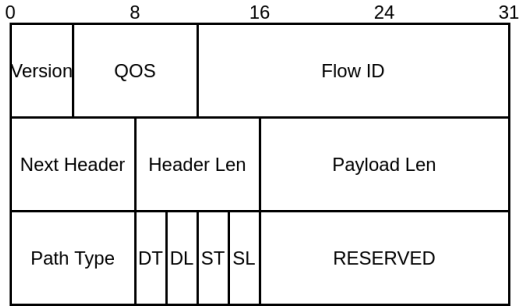 0 8 16 24 31
Version QOS Flow ID
Next Header Header Len Payload Len
Path Type DT DL ST SL RESERVED